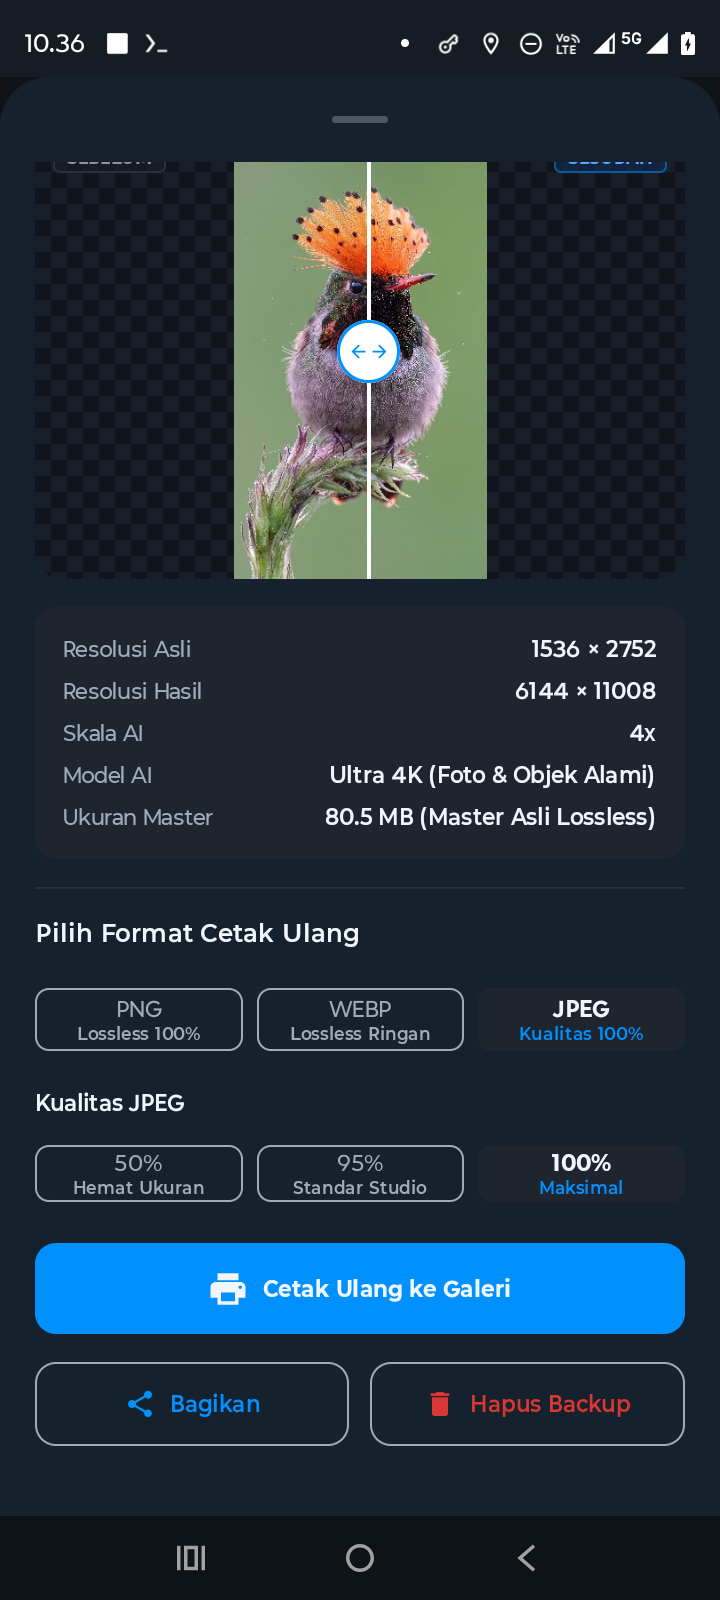 10.36
5G
Vo
LTE
Resolusi Asli 1536 × 2752
Resolusi Hasil 6144 × 11008
Skala AI 4x
Model AI Ultra 4K (Foto & Objek Alami)
Ukuran Master 80.5 MB (Master Asli Lossless)
Pilih Format Cetak Ulang
PNG
Lossless 100%
WEBP
Lossless Ringan
JPEG
Kualitas 100%
Kualitas JPEG
50%
Hemat Ukuran
95%
Standar Studio
100%
Maksimal
Cetak Ulang ke Galeri
Bagikan
Hapus Backup